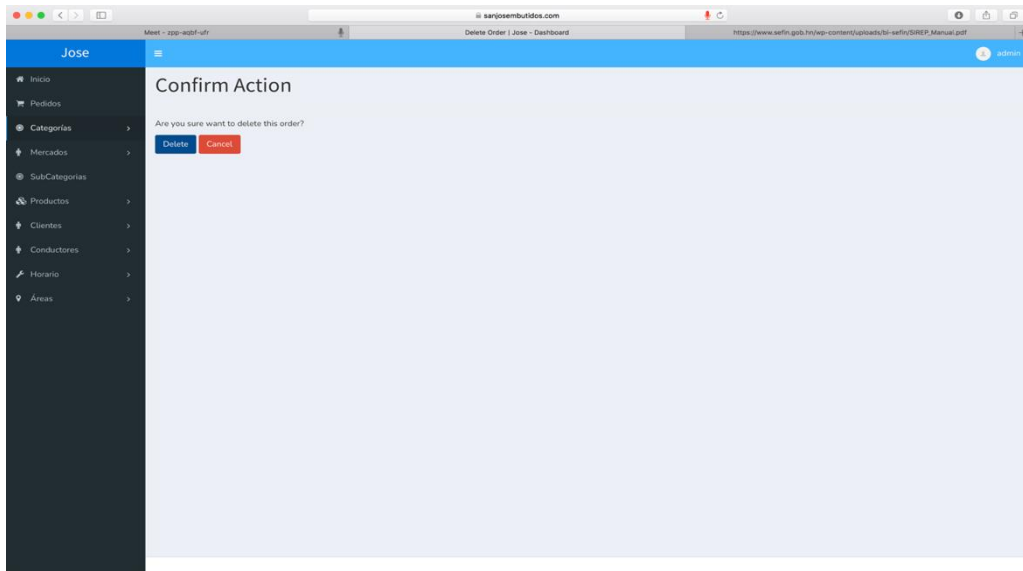 sanjosembutidos.com
Meet - zpp-aqbf-ufr
Delete Order | Jose - Dashboard
https://www.sefin.gob.hn/wp-content/uploads/bi-sefin/SIREP_Manual.pdf
Jose
admin
Inicio
Pedidos
Categorías
Mercados
SubCategorias
Productos
Clientes
Conductores
Horario
Áreas
Confirm Action
Are you sure want to delete this order?
Delete Cancel